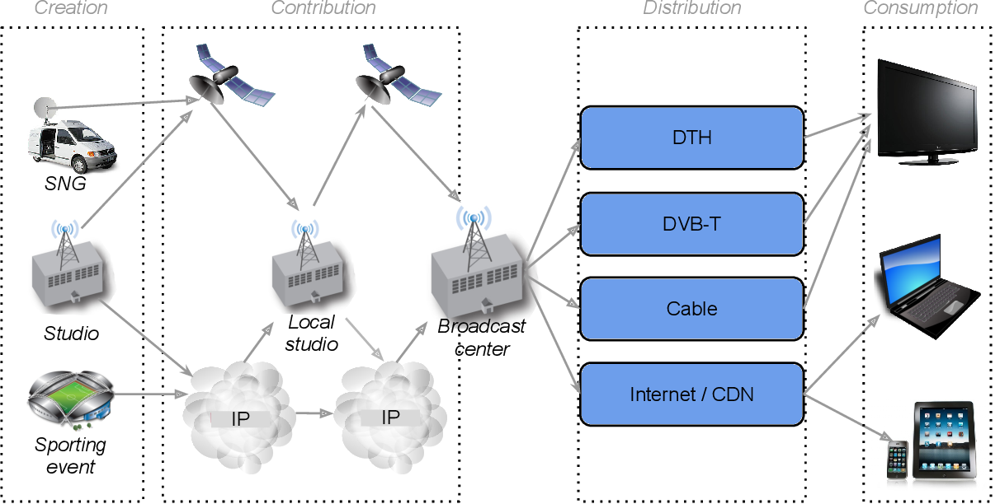 Creation
Contribution
Distribution
Consumption
SNG
Studio
Sporting
event
Local
studio
IP
IP
Broadcast
center
DTH
DVB-T
Cable
Internet / CDN